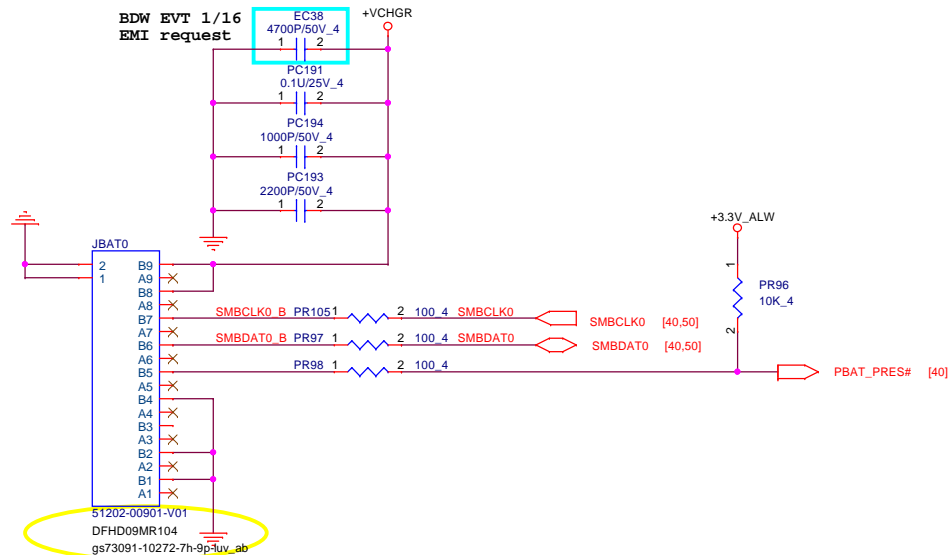 BDW EVT 1/16
EMI request
EC38
4700P/50V_4
1 2
+VCHGR
PC191
0.1U/25V_4
1 2
PC194
1000P/50V_4
1 2
PC193
2200P/50V_4
1 2
+3.3V_ALW
JBAT0
2 B9
1 A9
B8
A8
1
PR96
10K_4
2
B7 SMBCLK0_B PR105 1 2 100_4 SMBCLK0 SMBCLK0 [40,50]
A7
B6 SMBDAT0_B PR97 1 2 100_4 SMBDAT0 SMBDAT0 [40,50]
A6
B5 PR98 1 2 100_4 PBAT_PRES# [40]
A5
B4
A4
B3
A3
B2
A2
B1
A1
51202-00901-V01
DFHD09MR104
gs73091-10272-7h-9p-luv_ab